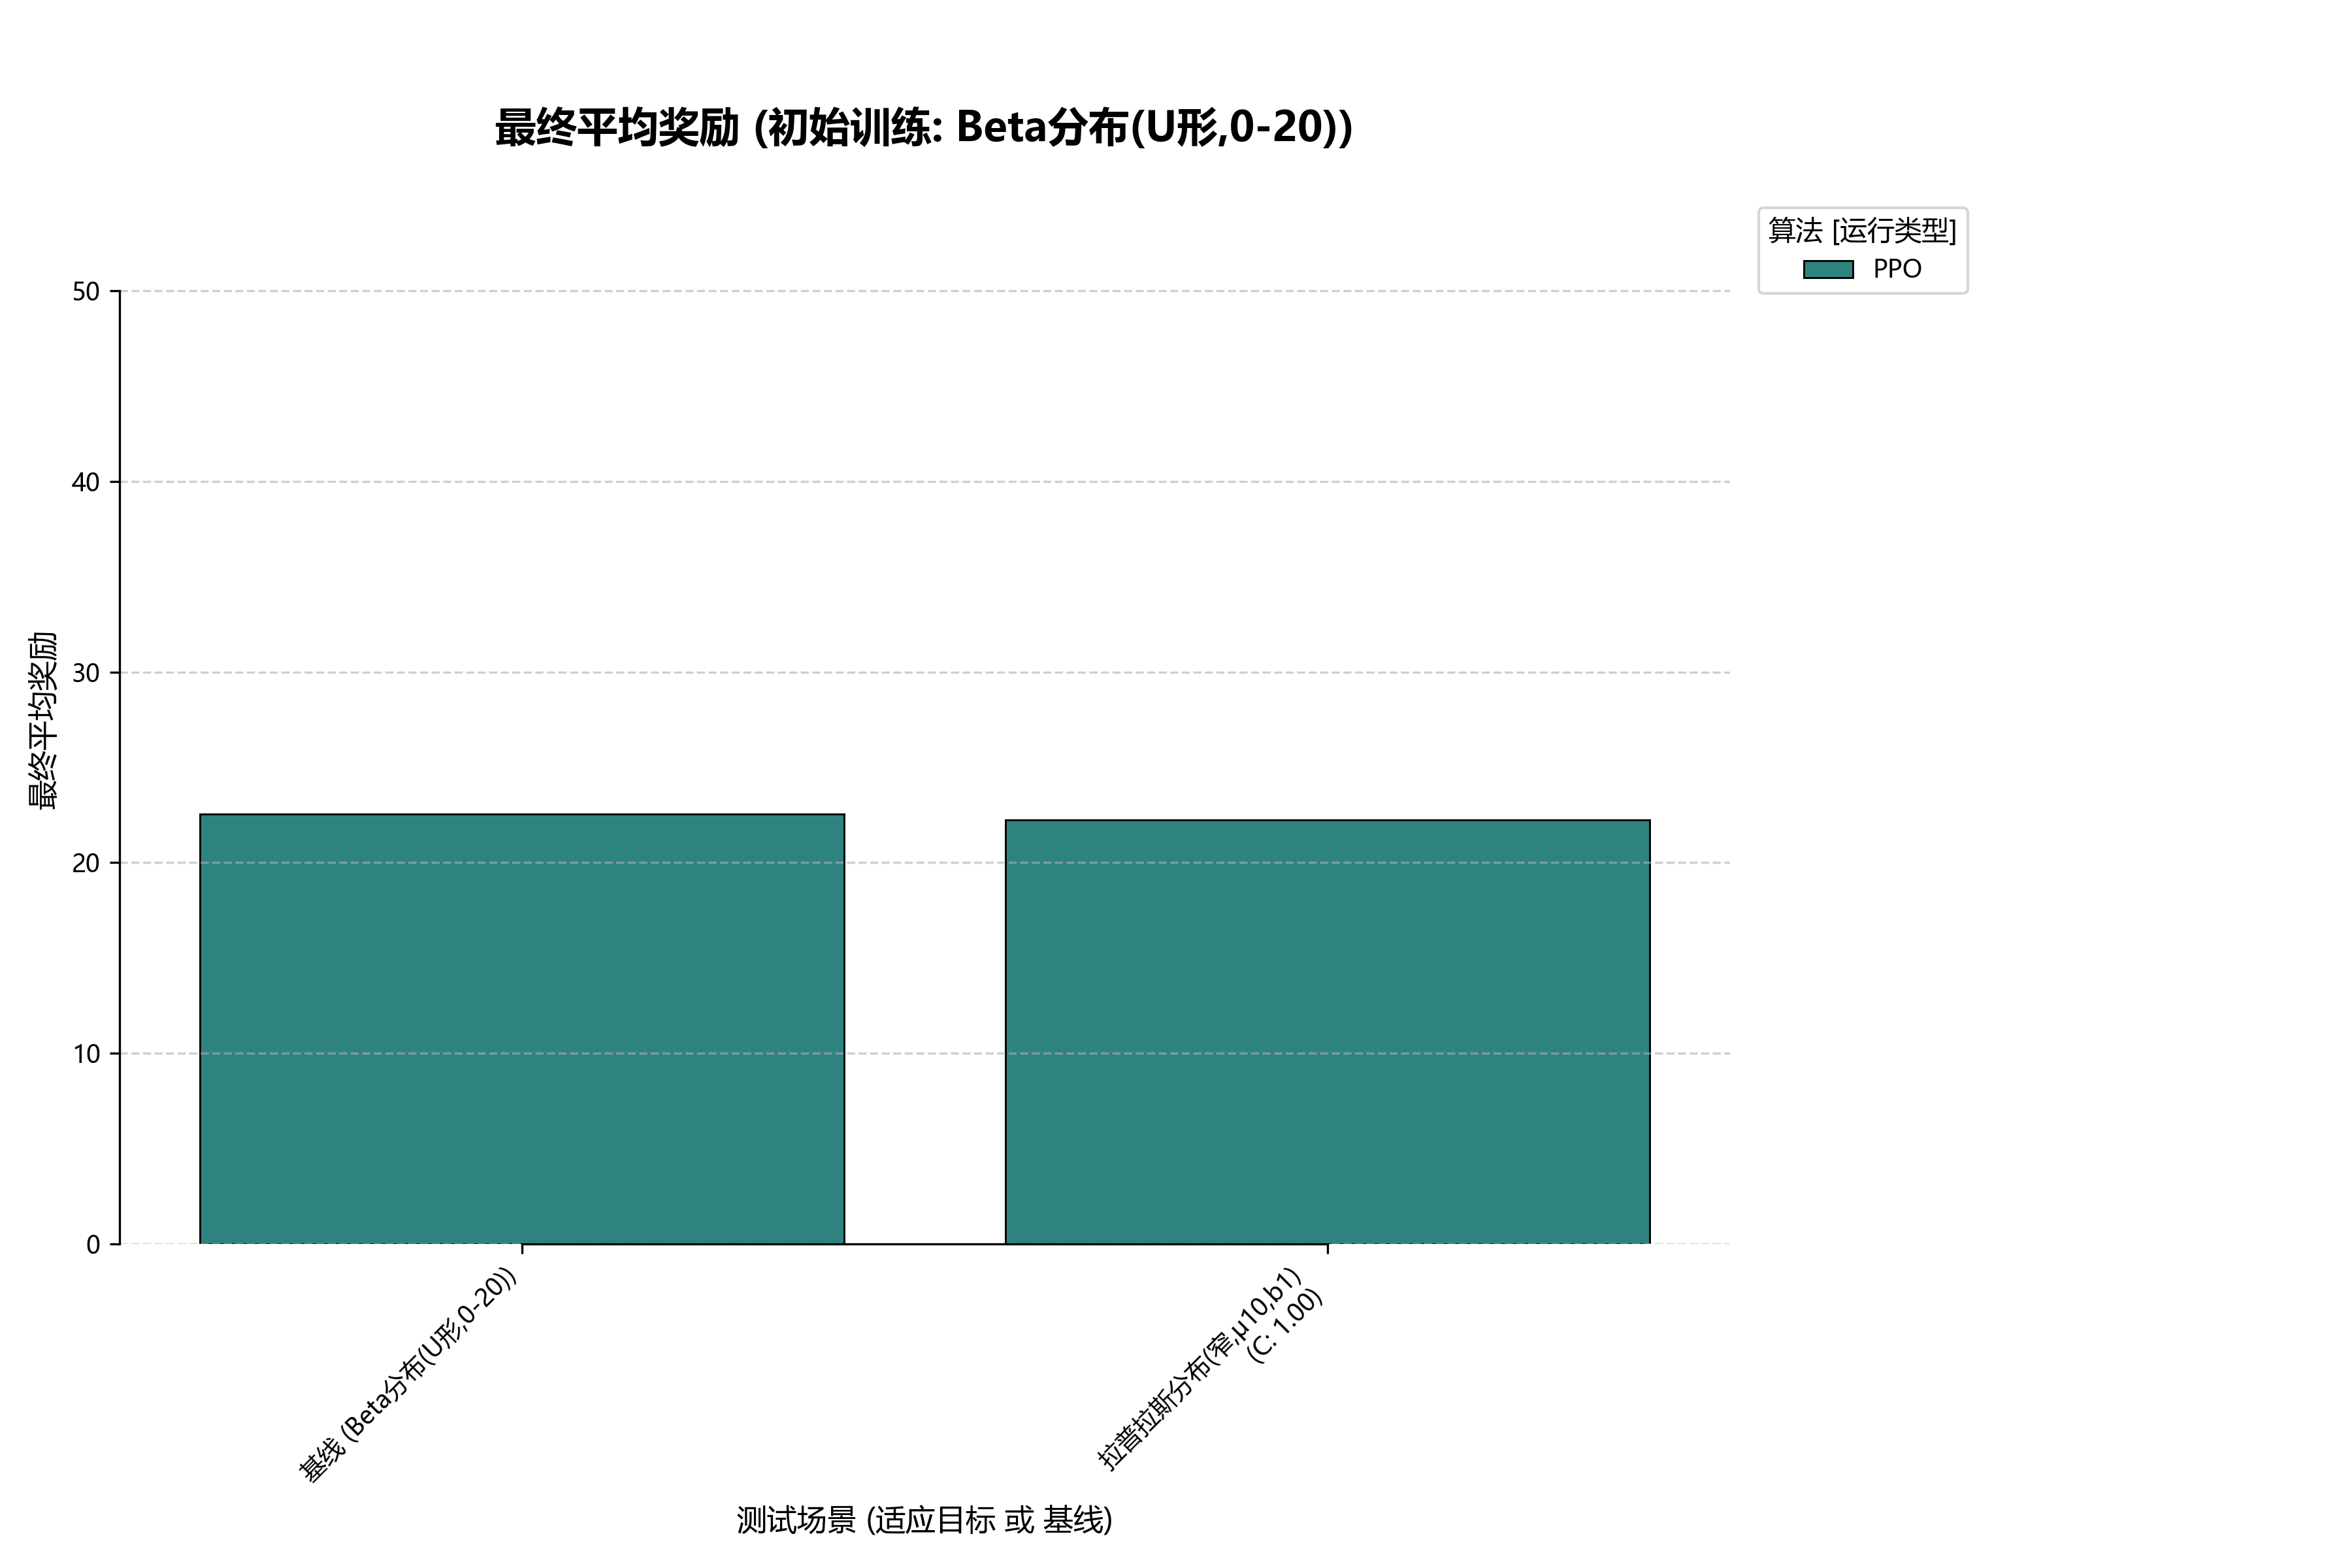 最终平均奖励 (初始训练: Beta分布(U形,0-20))
算法 [运行类型]
PPO
最终平均奖励
50
40
30
20
10
0
基线 (Beta分布(U形,0-20))
拉普拉斯分布(窄,μ10,b1)
(C: 1.00)
测试场景 (适应目标 或 基线)